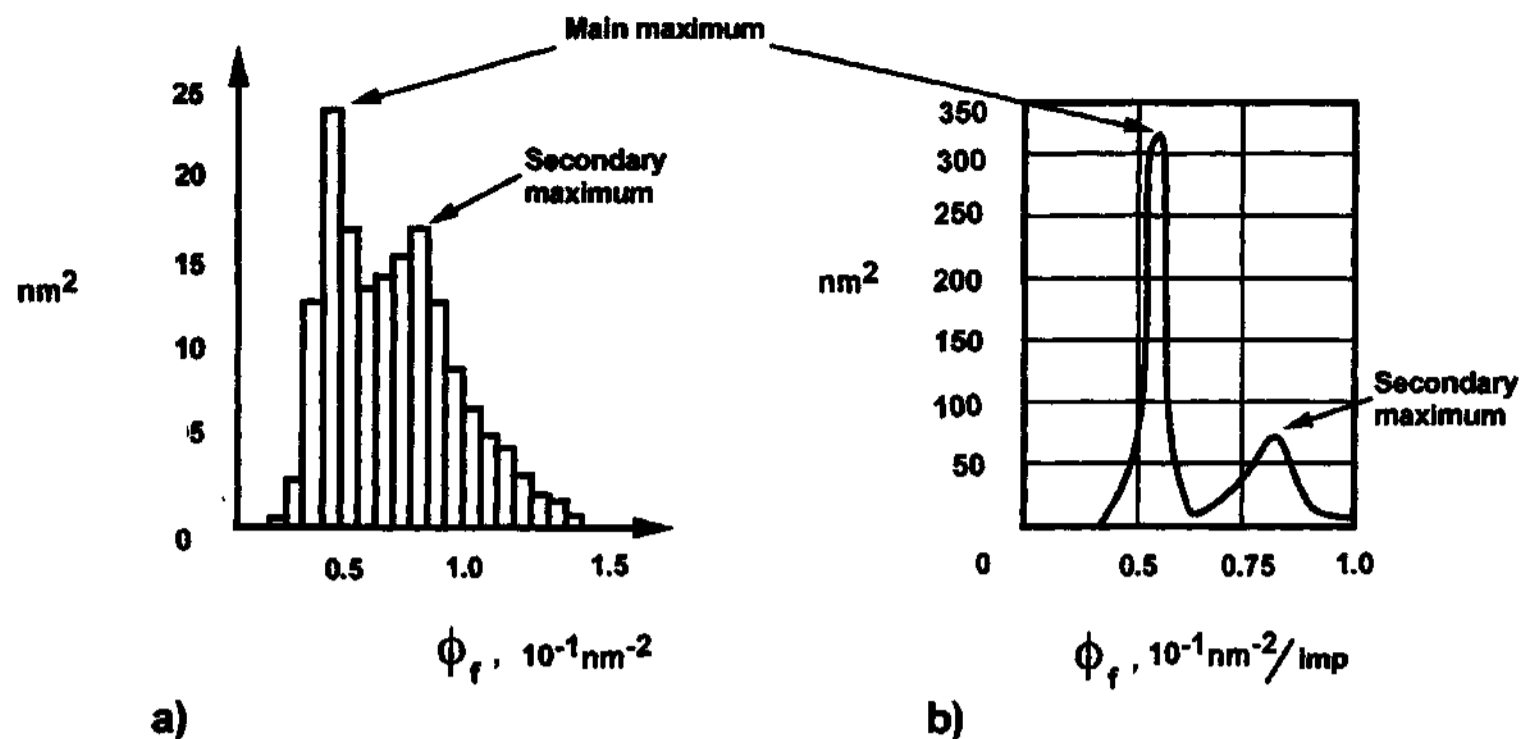 Main maximum
25
20
15
10
5
0
nm²
Secondary
maximum
0.5 1.0 1.5
ϕf , 10⁻¹nm⁻²
a)
350
300
250
200
150
100
50
nm²
Secondary
maximum
0 0.5 0.75 1.0
ϕf , 10⁻¹nm⁻²/imp
b)